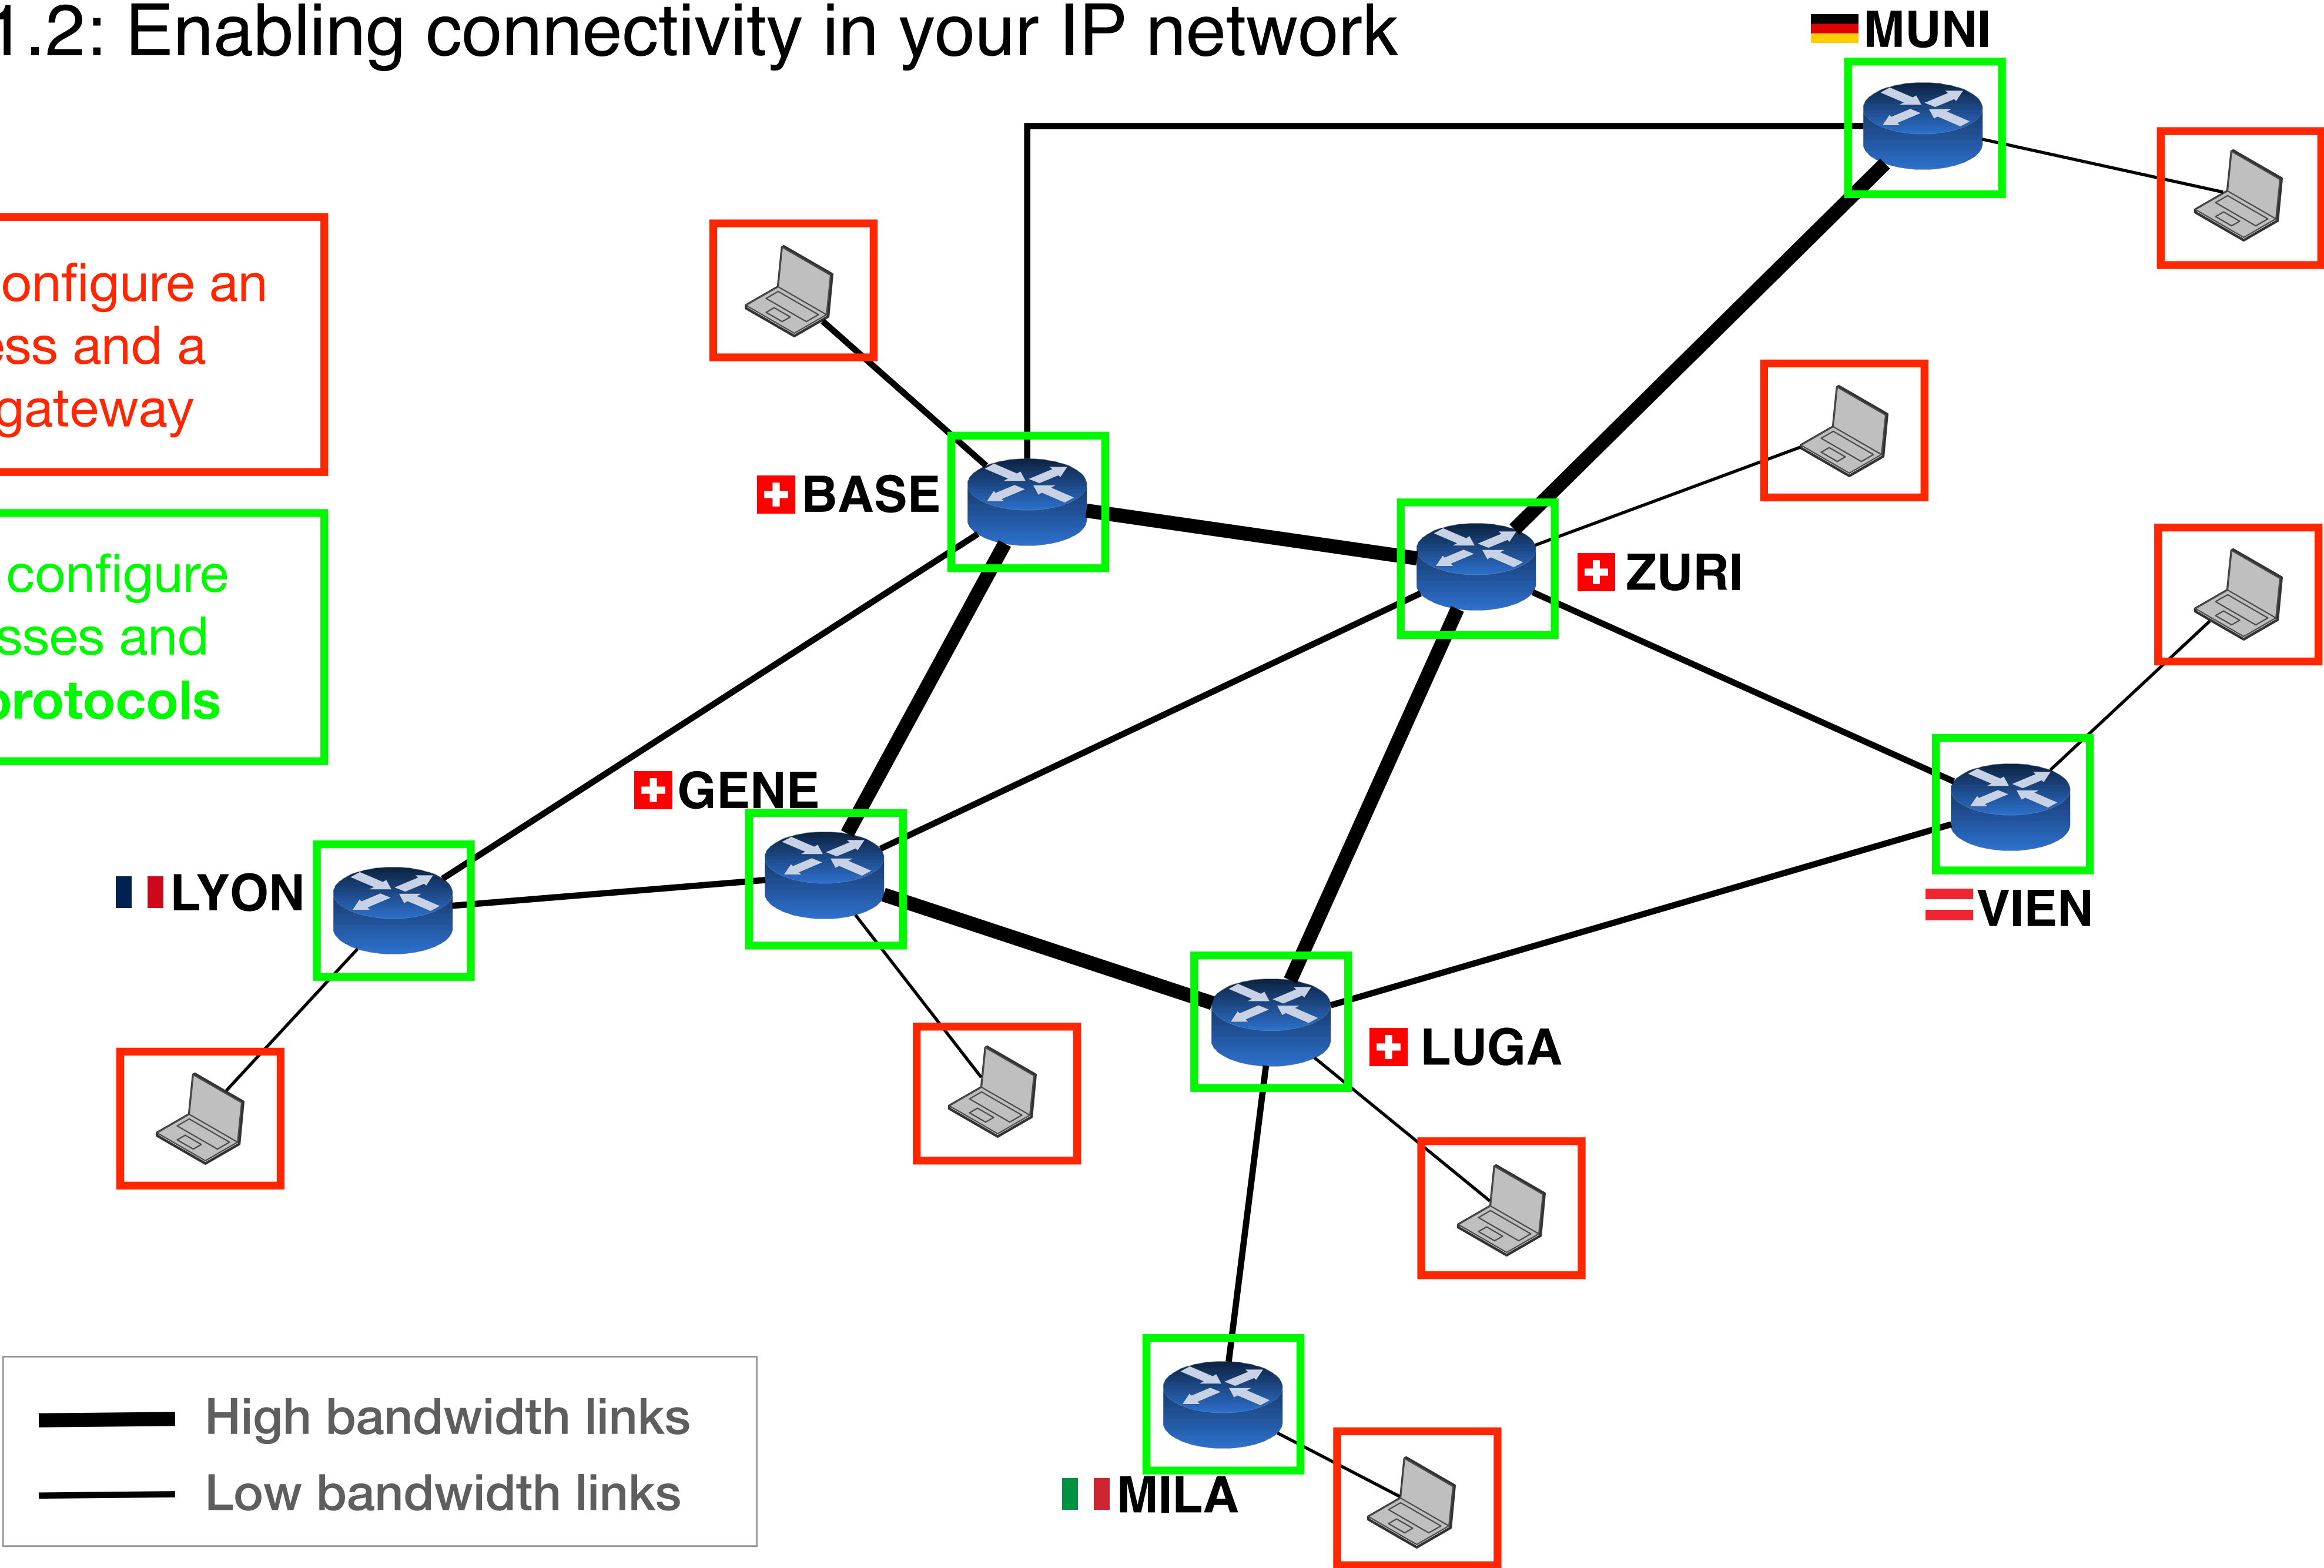 1.2: Enabling connectivity in your IP network
MUNI
onfigure an
ess and a
gateway
BASE
ZURI
configure
sses and
protocols
GENE
LYON
VIEN
LUGA
High bandwidth links
Low bandwidth links
MILA